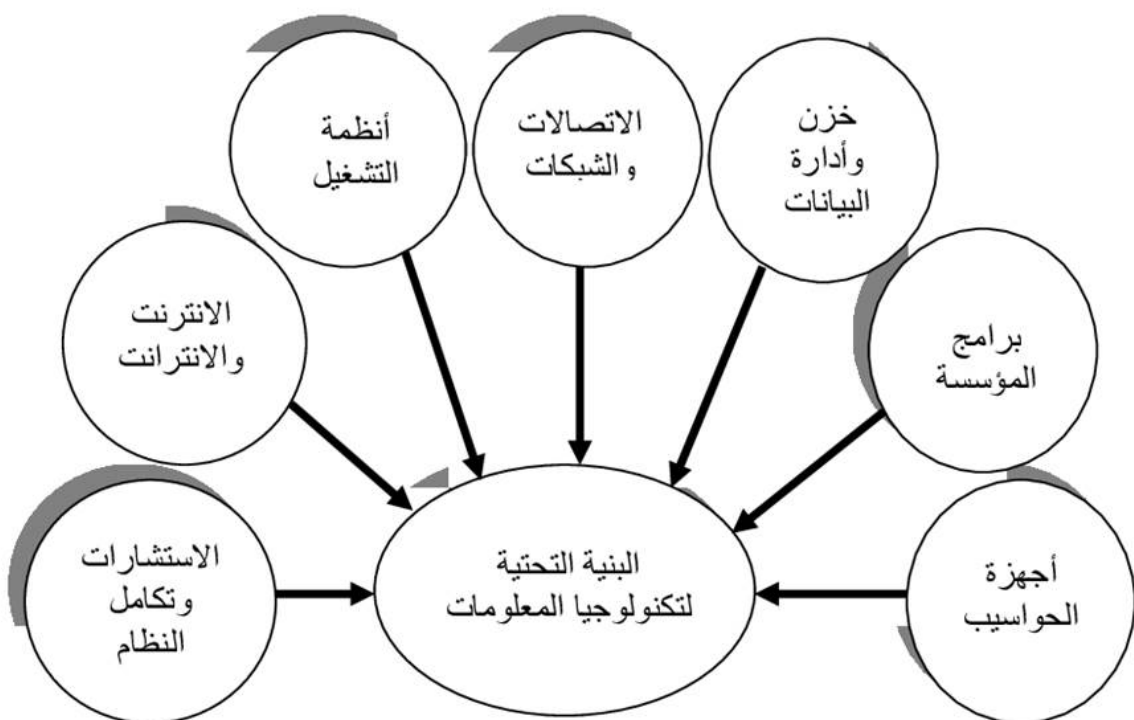 أنظمة
التشغيل
الاتصالات
والشبكات
خزن
وأدارة
البيانات
برامج
المؤسسة
الانترنت
والانترانت
أجهزة
الحواسيب
البنية التحتية
لتكنولوجيا المعلومات
الاستشارات
وتكامل
النظام